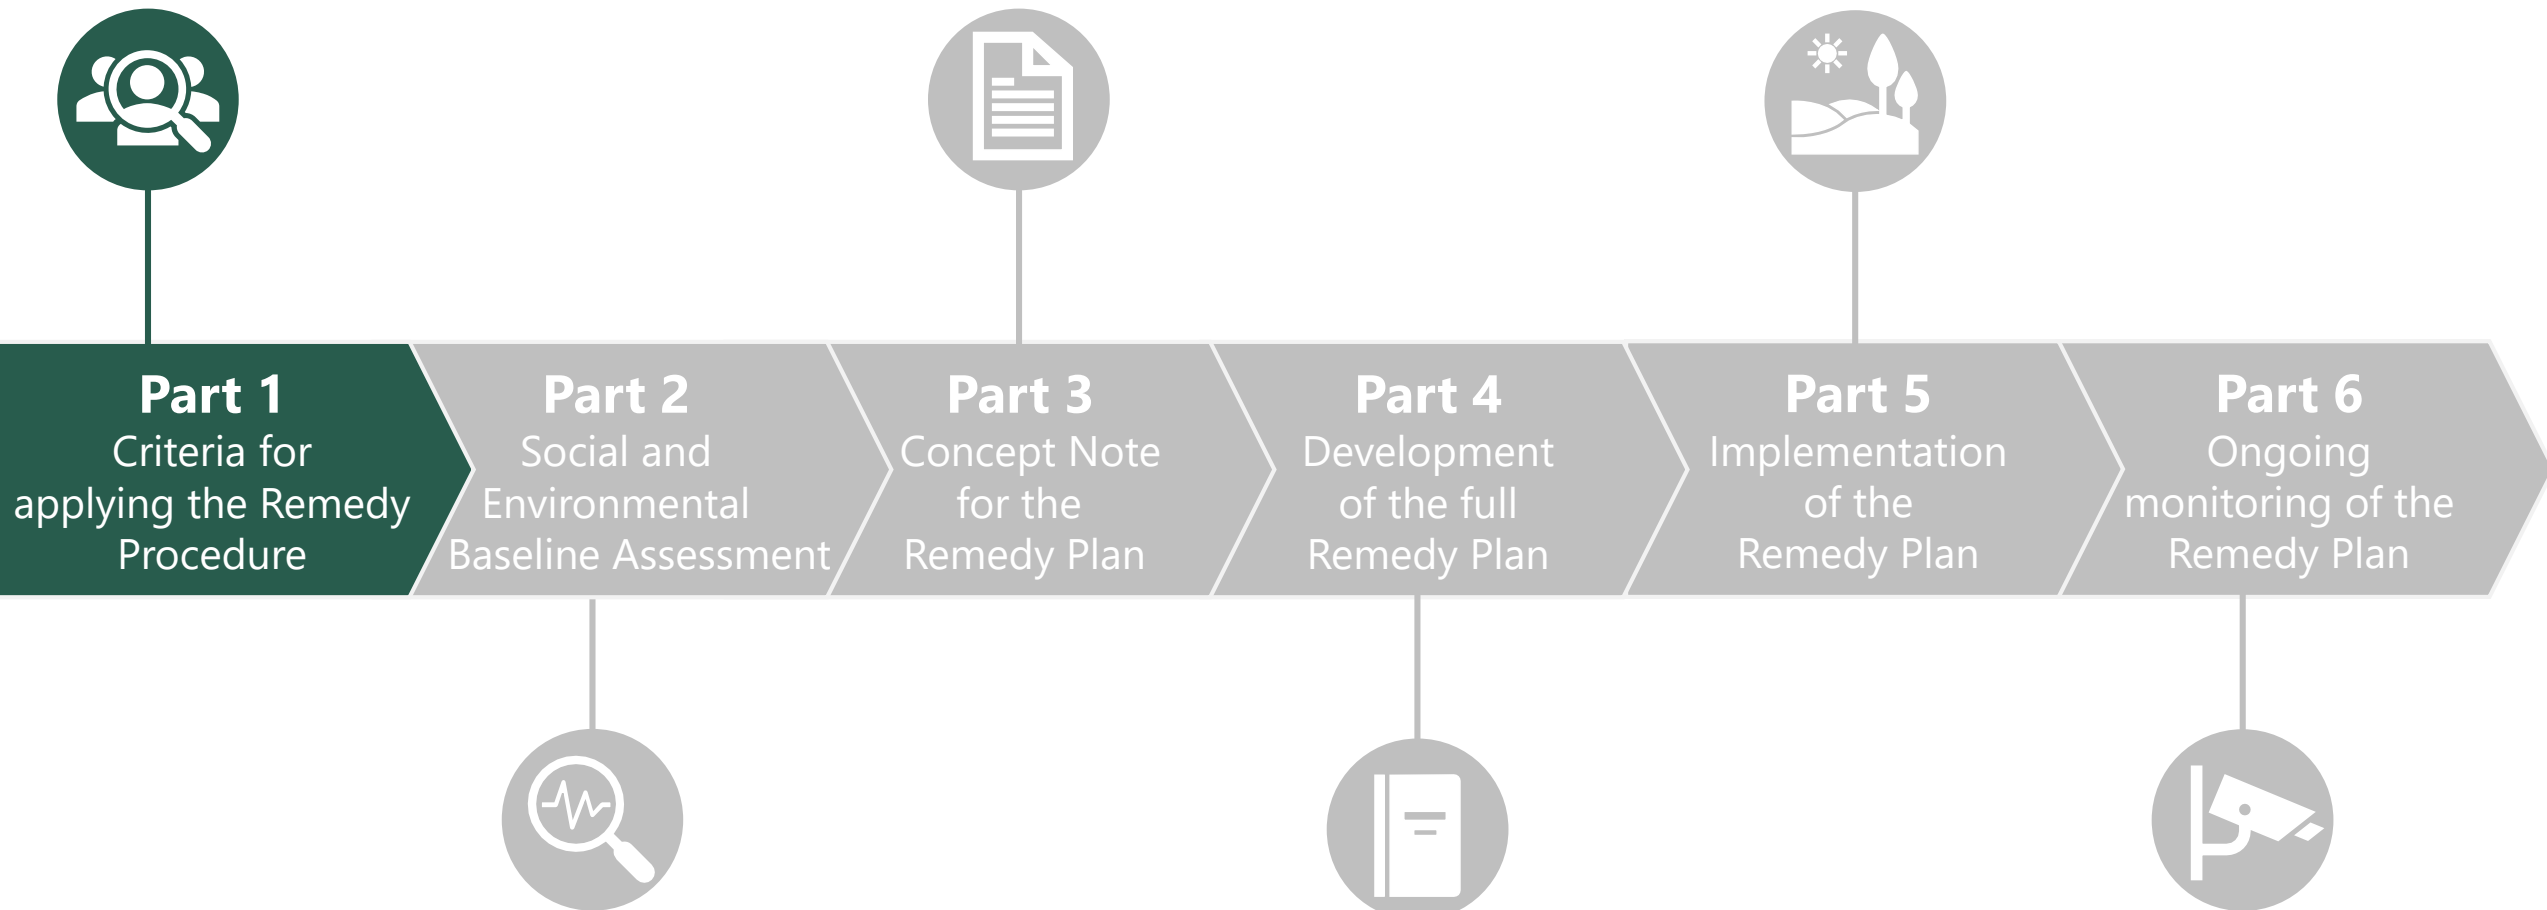 Part 1
Criteria for
applying the Remedy
Procedure
Part 2
Social and
Environmental
Baseline Assessment
Part 3
Concept Note
for the
Remedy Plan
Part 4
Development
of the full
Remedy Plan
Part 5
Implementation
of the
Remedy Plan
Part 6
Ongoing
monitoring of the
Remedy Plan